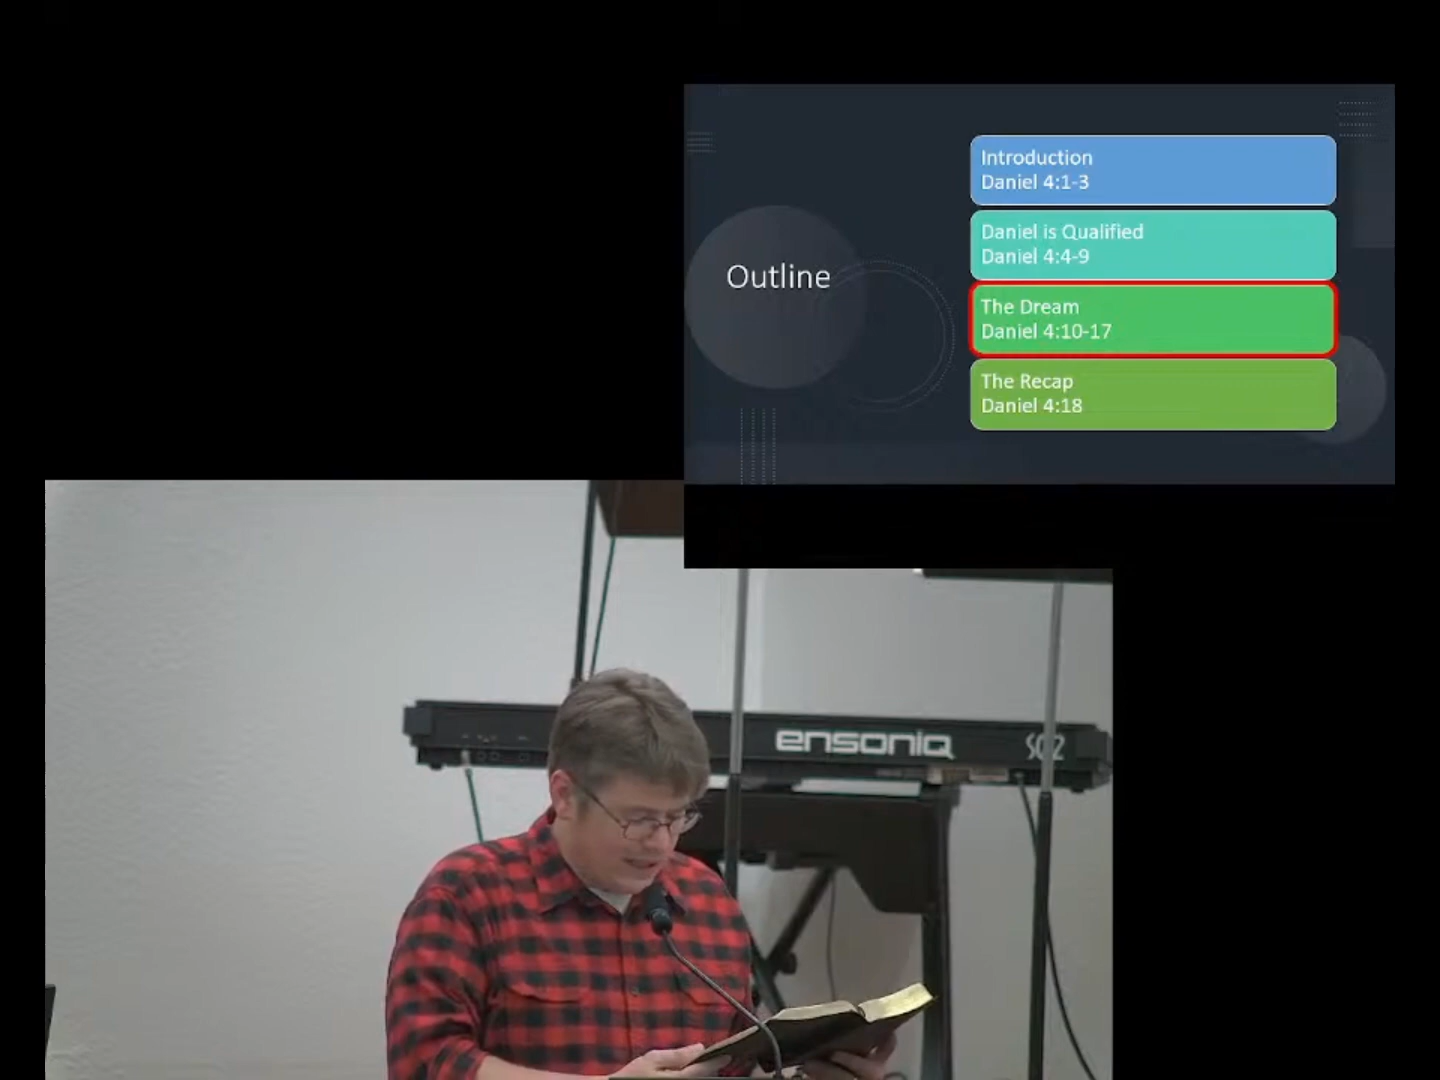 Outline
Introduction
Daniel 4:1-3
Daniel is Qualified
Daniel 4:4-9
The Dream
Daniel 4:10-17
The Recap
Daniel 4:18
ensoniq